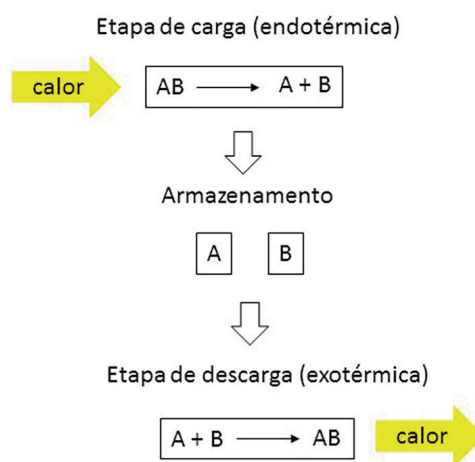 Etapa de carga (endotérmica)
calor
AB ⟶ A + B
Armazenamento
A B
Etapa de descarga (exotérmica)
A + B ⟶ AB
calor